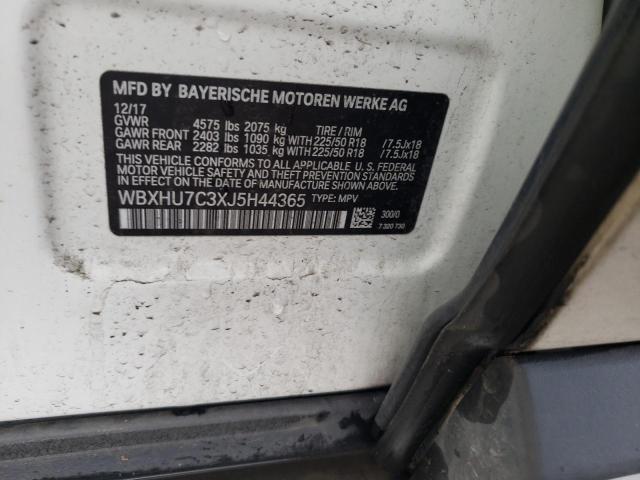 MFD BY BAYERISCHE MOTOREN WERKE AG
12/17
GVWR 4575 lbs 2075 kg TIRE / RIM
GAWR FRONT 2403 lbs 1090 kg WITH 225/50 R18 /7.5Jx18
GAWR REAR 2282 lbs 1035 kg WITH 225/50 R18 /7.5Jx18
THIS VEHICLE CONFORMS TO ALL APPLICABLE U. S. FEDERAL
MOTOR VEHICLE SAFETY STANDARDS IN EFFECT ON THE
DATE OF MANUFACTURE SHOWN ABOVE.
WBXHU7C3XJ5H44365 TYPE: MPV
300/0
7 320 730